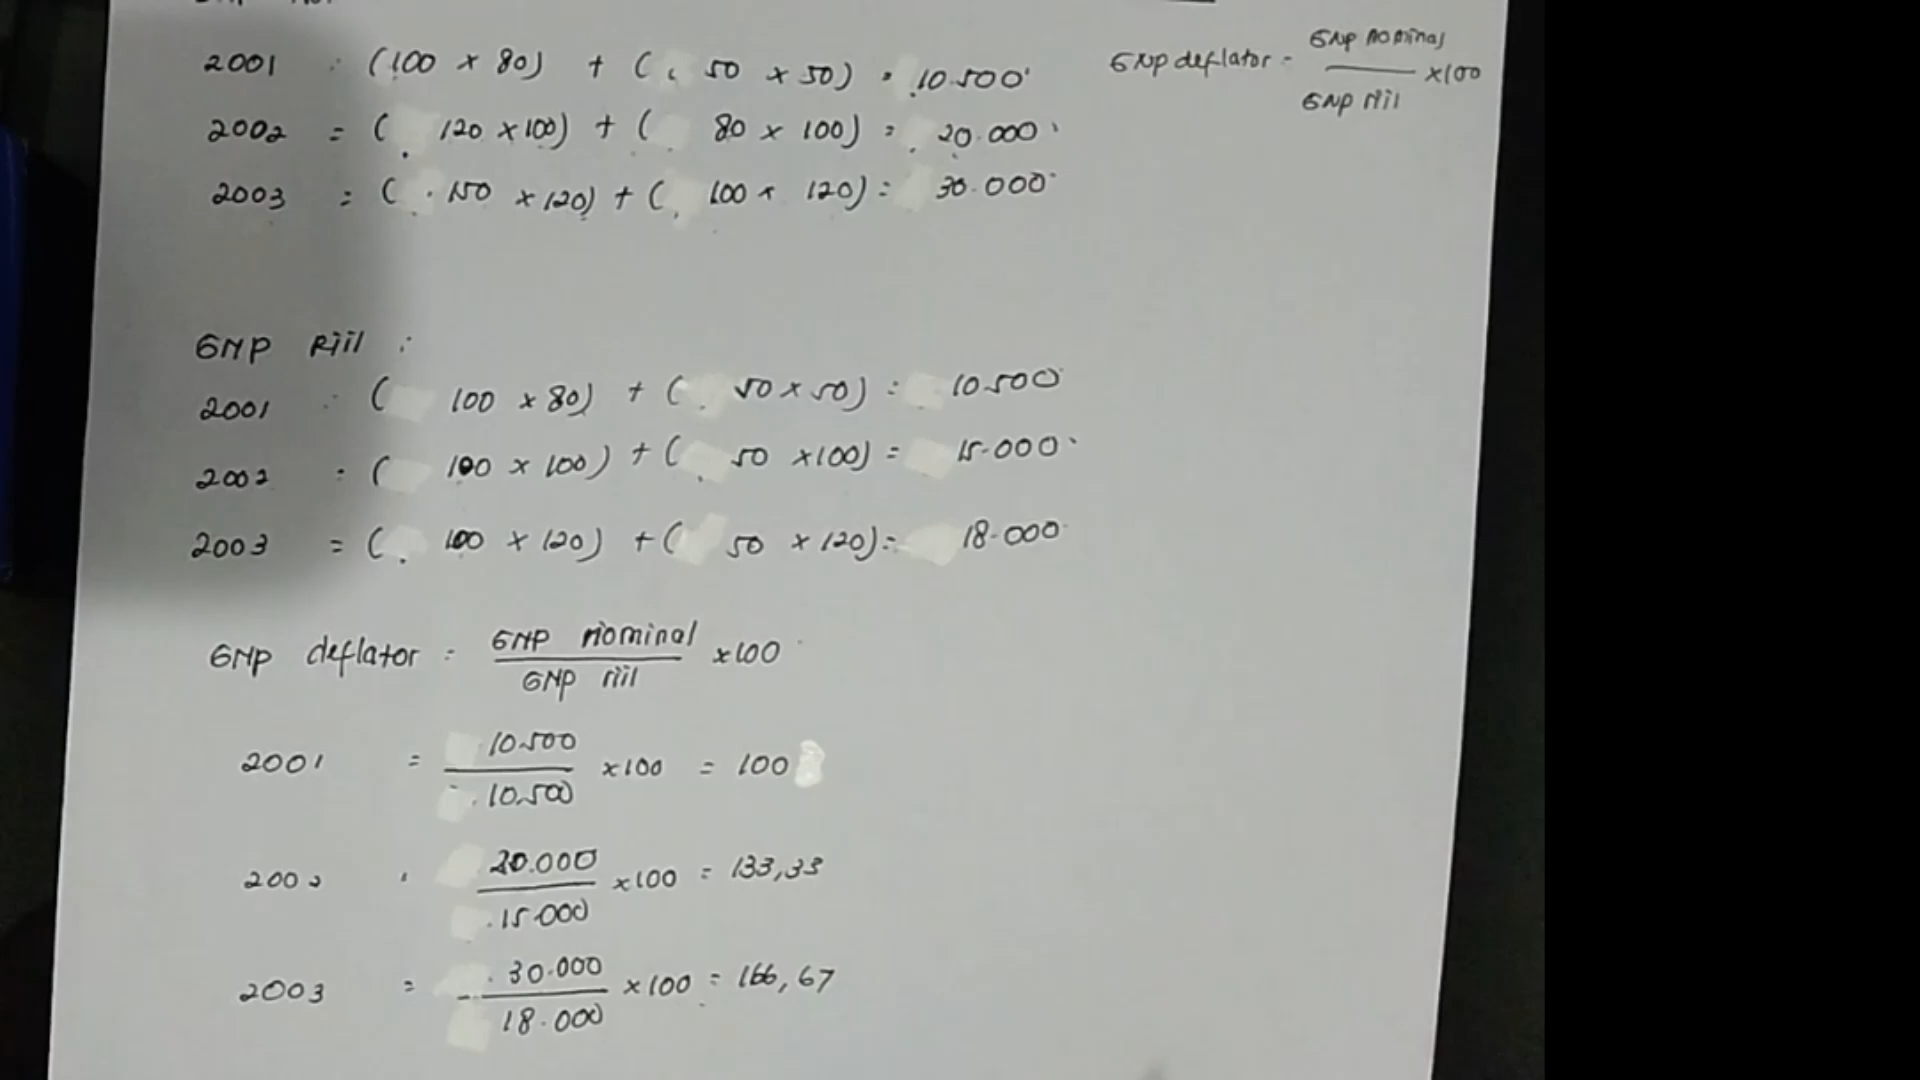 2001 : (100 x 80) + ( 50 x 50) = 10.500
GNP deflator = GNP nominal / GNP riil x100
2002 = ( 120 x 100) + ( 80 x 100) = 20.000
2003 = ( 150 x 120) + ( 100 x 120) = 30.000
GNP Riil :
2001 : ( 100 x 80) + ( 50 x 50) = 10.500
2002 = ( 100 x 100) + ( 50 x 100) = 15.000
2003 = ( 100 x 120) + ( 50 x 120) = 18.000
GNP deflator = GNP nominal / GNP riil x 100
2001 = 10.500 / 10.500 x 100 = 100
2002 = 20.000 / 15.000 x 100 = 133,33
2003 = 30.000 / 18.000 x 100 = 166,67